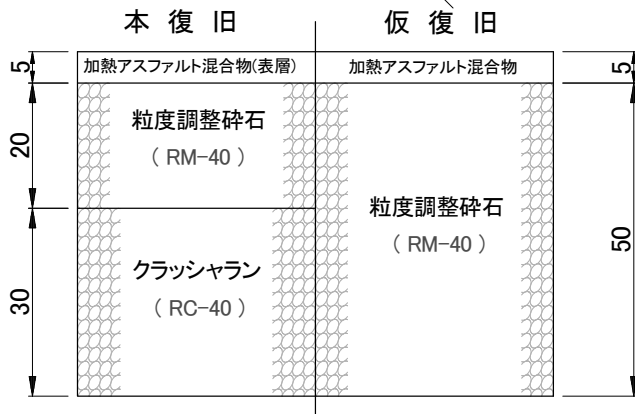 本復旧
仮復旧
5
加熱アスファルト混合物(表層)
加熱アスファルト混合物
5
20
粒度調整砕石
( RM-40 )
粒度調整砕石
( RM-40 )
50
30
クラッシャラン
( RC-40 )